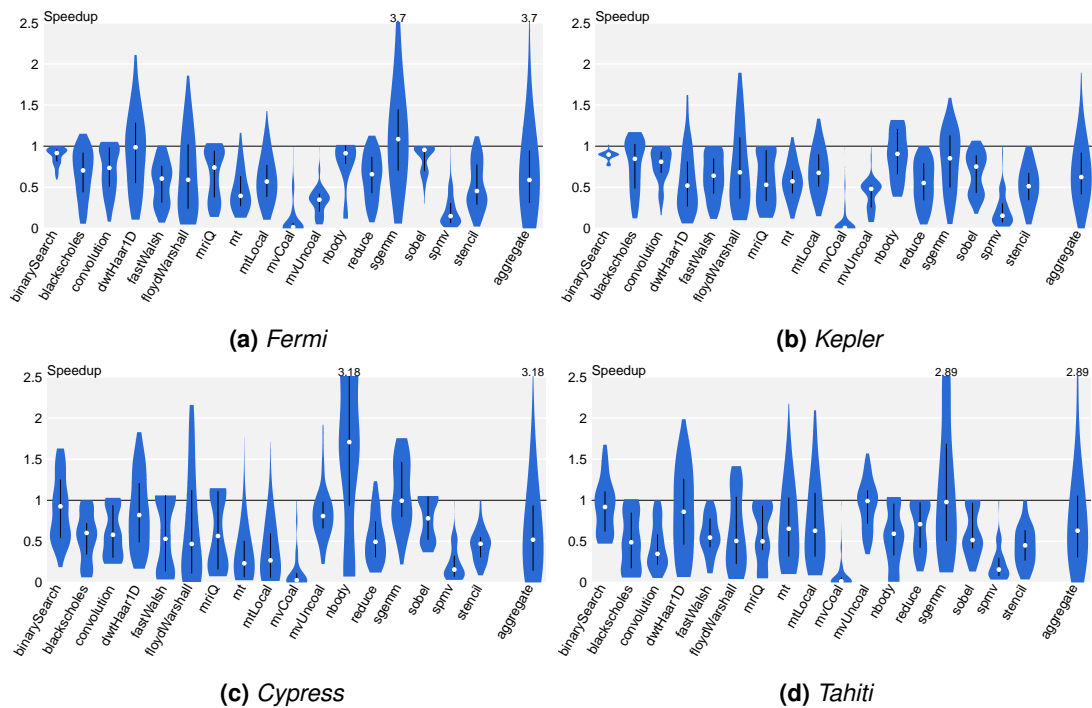 Speedup
3.7 3.7
2.5
2
1.5
1
0.5
0
binarySearch
blackscholes
convolution
dwtHaar1D
fastWalsh
floydWarshall
mriQ
mt
mtLocal
mvCoal
mvUncoal
nbody
reduce
sgemm
sobel
spmv
stencil
aggregate
(a) Fermi
Speedup
2.5
2
1.5
1
0.5
0
binarySearch
blackscholes
convolution
dwtHaar1D
fastWalsh
floydWarshall
mriQ
mt
mtLocal
mvCoal
mvUncoal
nbody
reduce
sgemm
sobel
spmv
stencil
aggregate
(b) Kepler
Speedup
3.18 3.18
2.5
2
1.5
1
0.5
0
binarySearch
blackscholes
convolution
dwtHaar1D
fastWalsh
floydWarshall
mriQ
mt
mtLocal
mvCoal
mvUncoal
nbody
reduce
sgemm
sobel
spmv
stencil
aggregate
(c) Cypress
Speedup
2.89 2.89
2.5
2
1.5
1
0.5
0
binarySearch
blackscholes
convolution
dwtHaar1D
fastWalsh
floydWarshall
mriQ
mt
mtLocal
mvCoal
mvUncoal
nbody
reduce
sgemm
sobel
spmv
stencil
aggregate
(d) Tahiti